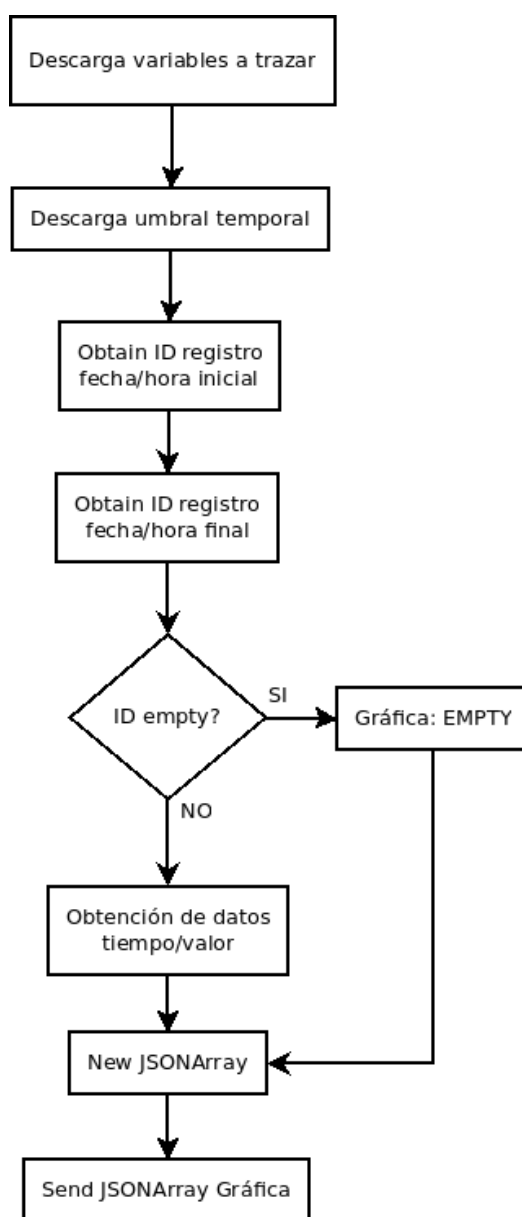 Descarga variables a trazar
Descarga umbral temporal
Obtain ID registro
fecha/hora inicial
Obtain ID registro
fecha/hora final
ID empty?
SI
Gráfica: EMPTY
NO
Obtención de datos
tiempo/valor
New JSONArray
Send JSONArray Gráfica